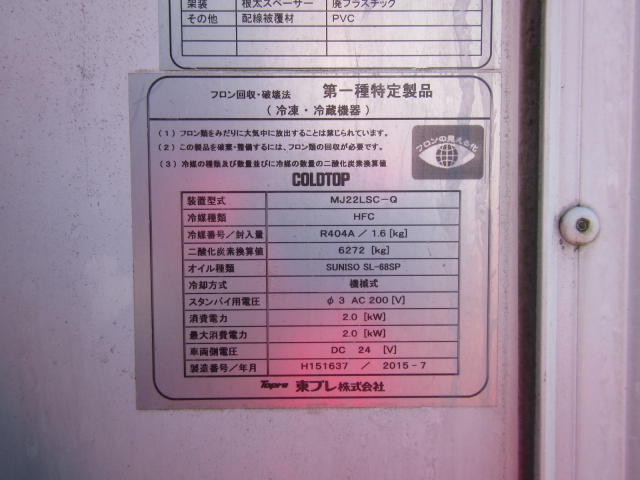 架装 根太スペーサー 廃プラスチック
その他 配線被覆材 PVC
フロン回収・破壊法 第一種特定製品
（冷凍・冷蔵機器）
（1）フロン類をみだりに大気中に放出することは禁じられています。
（2）この製品を破棄・整備するには、フロン類の回収が必要です。
（3）冷媒の種類及び数量並びに冷媒の数量の二酸化炭素換算値
フロンの見える化
COLDTOP
装置型式 MJ22LSC-Q
冷媒種類 HFC
冷媒番号／封入量 R404A ／ 1.6 [kg]
二酸化炭素換算値 6272 [kg]
オイル種類 SUNISO SL-68SP
冷却方式 機械式
スタンバイ用電圧 φ3 AC 200 [V]
消費電力 2.0 [kW]
最大消費電力 2.0 [kW]
車両側電圧 DC 24 [V]
製造番号／年月 H151637 ／ 2015-7
Topre 東プレ株式会社